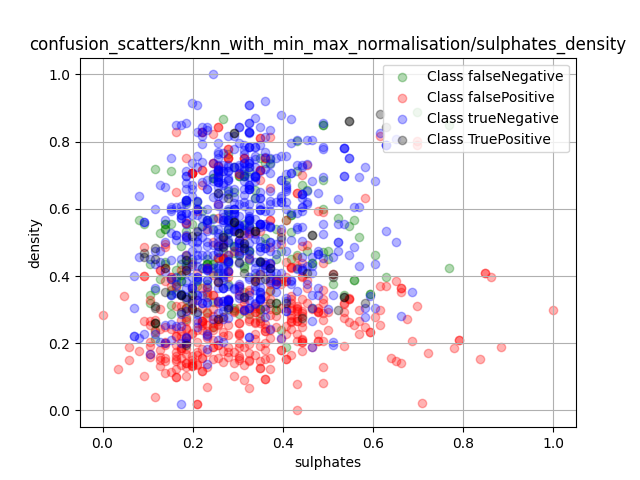 confusion_scatters/knn_with_min_max_normalisation/sulphates_density
1.0
0.8
0.6
0.4
0.2
0.0
density
Class falseNegative
Class falsePositive
Class trueNegative
Class TruePositive
0.0 0.2 0.4 0.6 0.8 1.0
sulphates